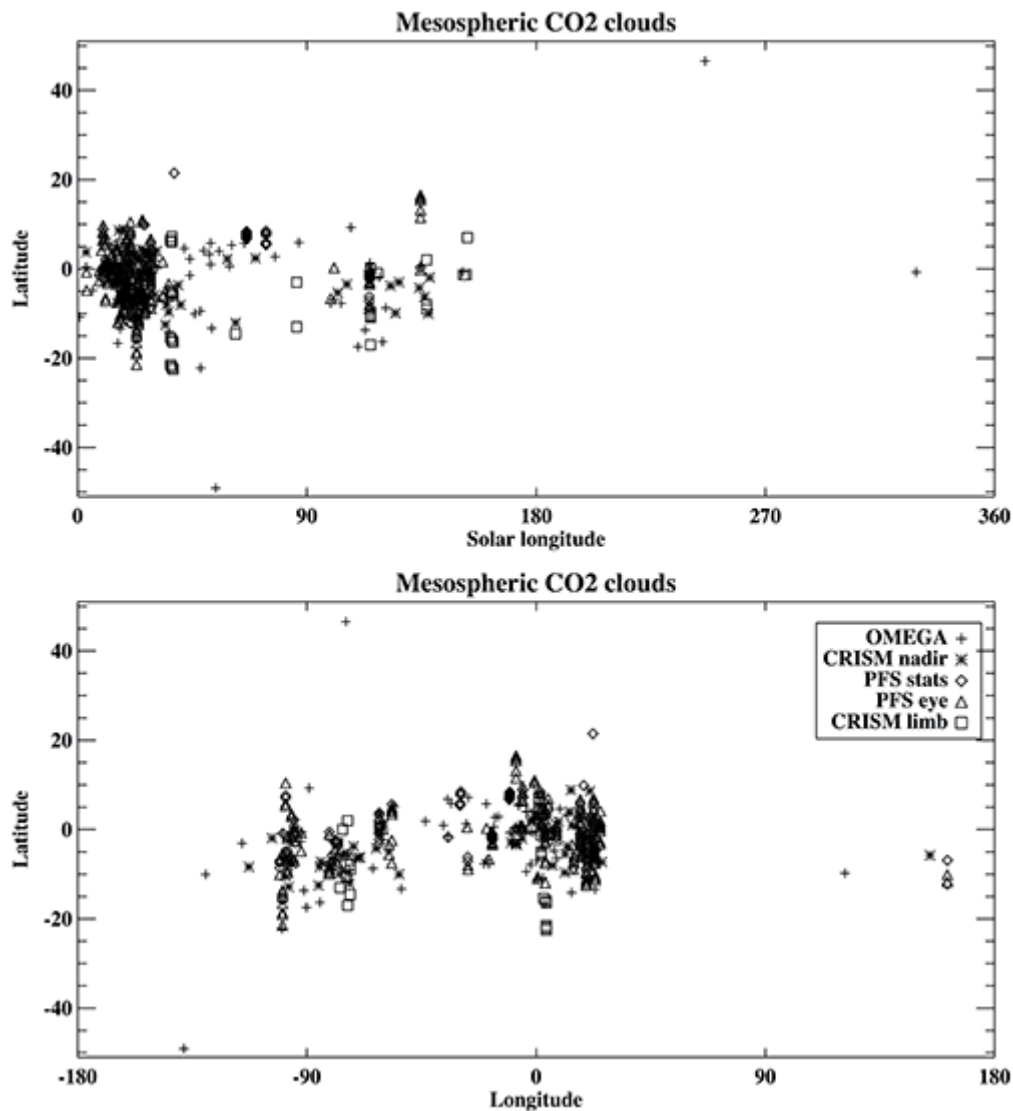 Mesospheric CO2 clouds
40
20
0
-20
-40
Latitude
0 90 180 270 360
Solar longitude
Mesospheric CO2 clouds
OMEGA +
CRISM nadir
PFS stats
PFS eye
CRISM limb
40
20
0
-20
-40
Latitude
-180 -90 0 90 180
Longitude